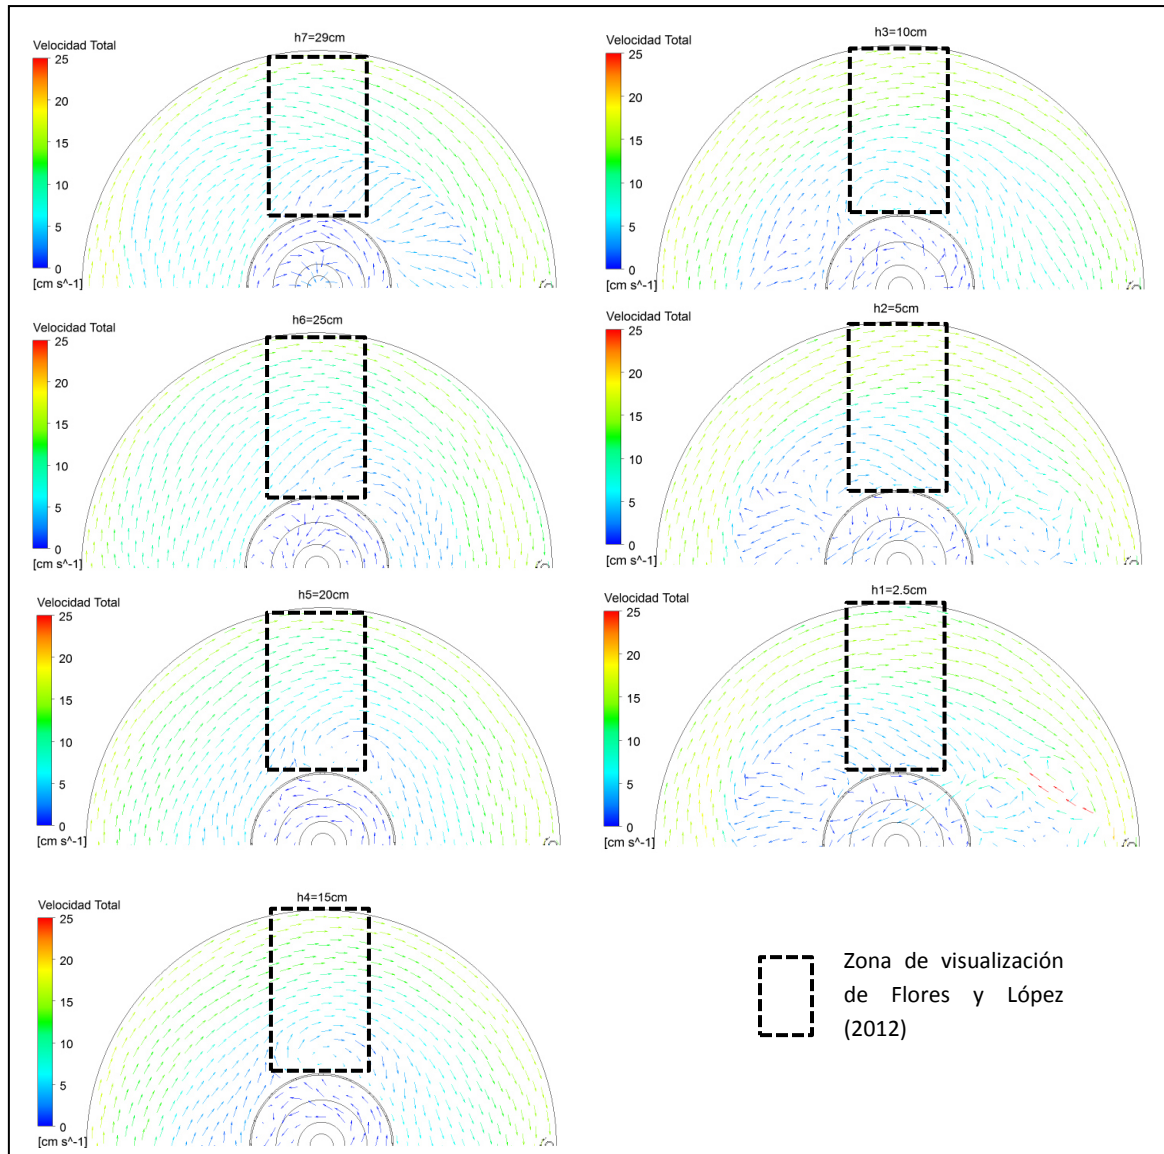 h7=29cm
Velocidad Total
25
20
15
10
5
0
[cm s^-1]
h6=25cm
Velocidad Total
25
20
15
10
5
0
[cm s^-1]
h5=20cm
Velocidad Total
25
20
15
10
5
0
[cm s^-1]
h4=15cm
Velocidad Total
25
20
15
10
5
0
[cm s^-1]
h3=10cm
Velocidad Total
25
20
15
10
5
0
[cm s^-1]
h2=5cm
Velocidad Total
25
20
15
10
5
0
[cm s^-1]
h1=2.5cm
Velocidad Total
25
20
15
10
5
0
[cm s^-1]
Zona de visualización
de Flores y López
(2012)